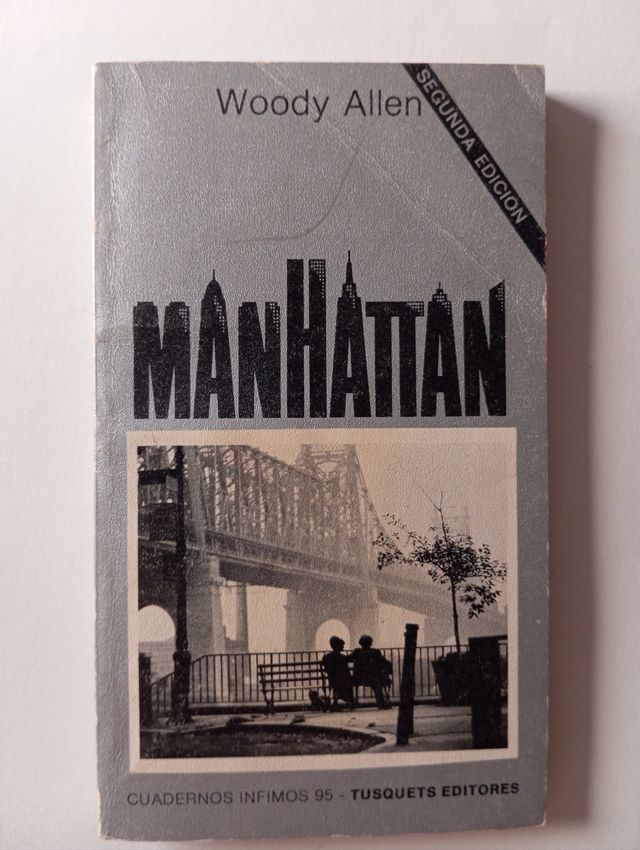 Woody Allen
SEGUNDA EDICION
MANHATTAN
CUADERNOS INFIMOS 95 - TUSQUETS EDITORES